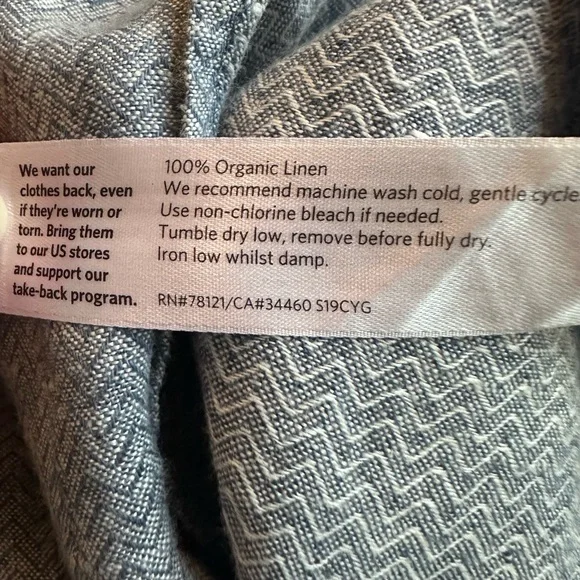 We want our
clothes back, even
if they're worn or
torn. Bring them
to our US stores
and support our
take-back program.
100% Organic Linen
We recommend machine wash cold, gentle cycle
Use non-chlorine bleach if needed.
Tumble dry low, remove before fully dry.
Iron low whilst damp.
RN#78121/CA#34460 S19CYG